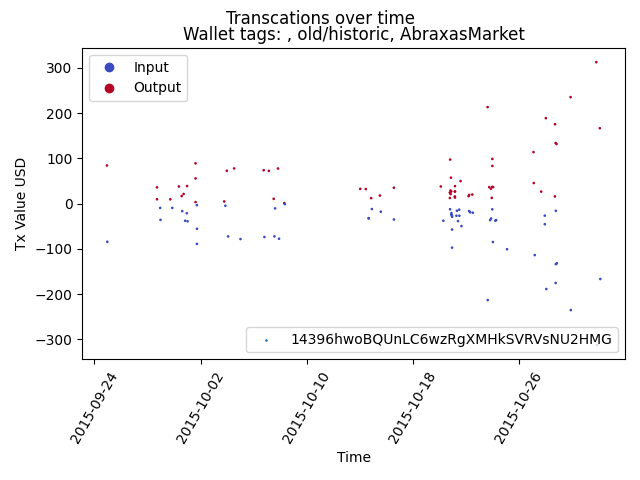 Transcations over time
Wallet tags: , old/historic, AbraxasMarket
Input
Output
300
200
100
0
−100
−200
−300
Tx Value USD
14396hwoBQUnLC6wzRgXMHkSVRVsNU2HMG
2015-09-24
2015-10-02
2015-10-10
2015-10-18
2015-10-26
Time